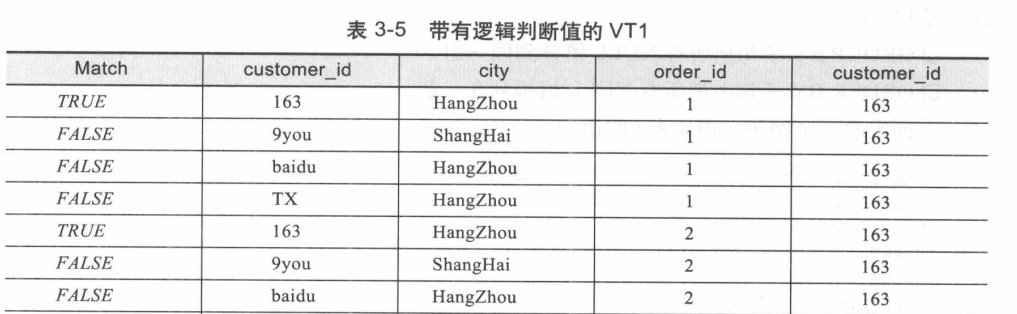 表 3-5 带有逻辑判断值的 VT1
Match customer_id city order_id customer_id
TRUE 163 HangZhou 1 163
FALSE 9you ShangHai 1 163
FALSE baidu HangZhou 1 163
FALSE TX HangZhou 1 163
TRUE 163 HangZhou 2 163
FALSE 9you ShangHai 2 163
FALSE baidu HangZhou 2 163